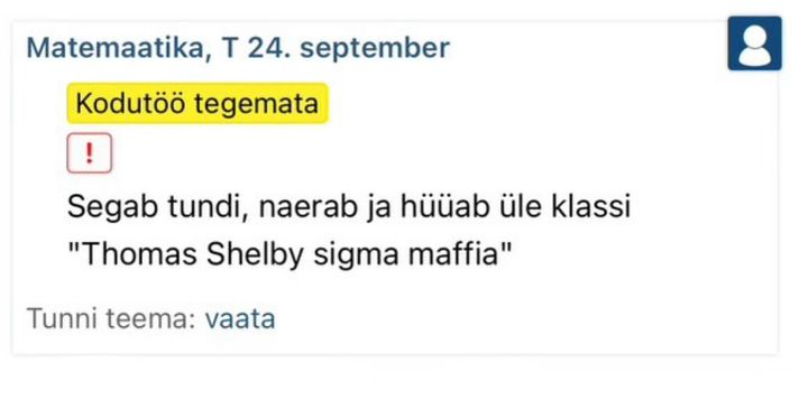 Matemaatika, T 24. september
Kodutöö tegemata
!
Segab tundi, naerab ja hüüab üle klassi
"Thomas Shelby sigma maffia"
Tunni teema: vaata